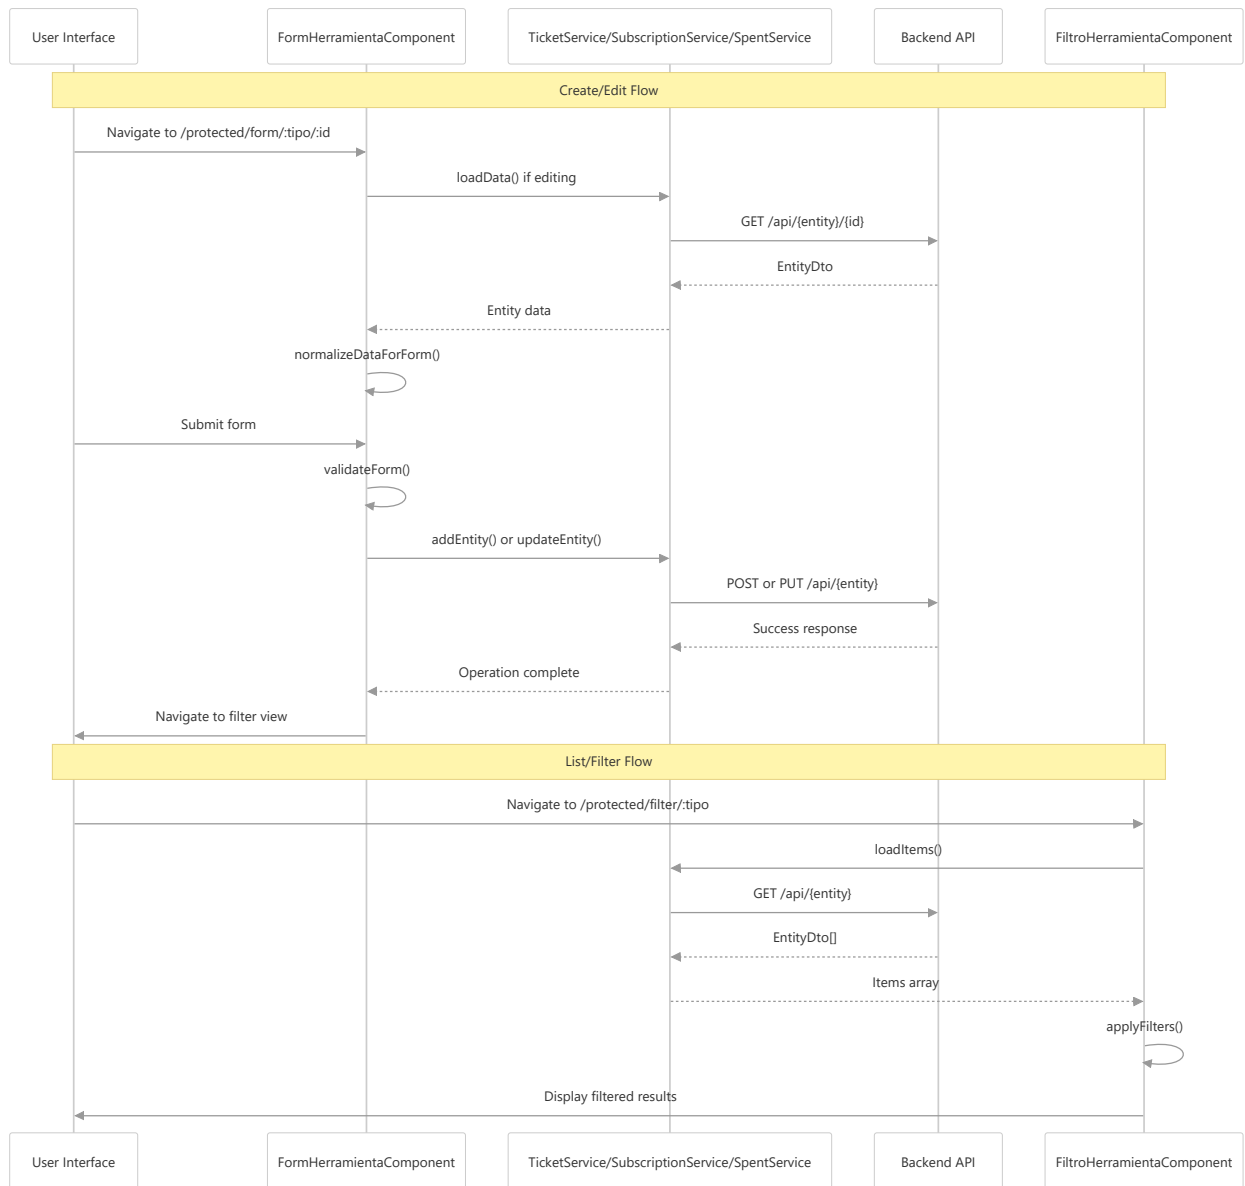 User Interface
FormHerramientaComponent
TicketService/SubscriptionService/SpentService
Backend API
FiltroHerramientaComponent
Create/Edit Flow
Navigate to /protected/form/:tipo/:id
loadData() if editing
GET /api/{entity}/{id}
EntityDto
Entity data
normalizeDataForForm()
Submit form
validateForm()
addEntity() or updateEntity()
POST or PUT /api/{entity}
Success response
Operation complete
Navigate to filter view
List/Filter Flow
Navigate to /protected/filter/:tipo
loadItems()
GET /api/{entity}
EntityDto[]
Items array
applyFilters()
Display filtered results
User Interface
FormHerramientaComponent
TicketService/SubscriptionService/SpentService
Backend API
FiltroHerramientaComponent